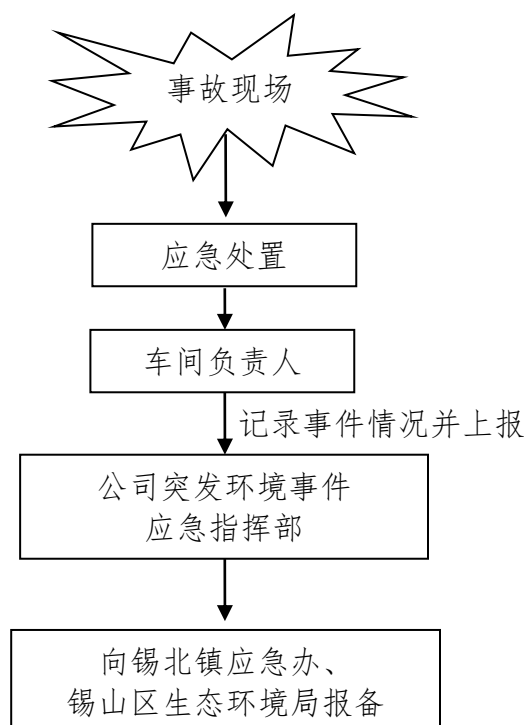 事故现场
应急处置
车间负责人
记录事件情况并上报
公司突发环境事件
应急指挥部
向锡北镇应急办、
锡山区生态环境局报备